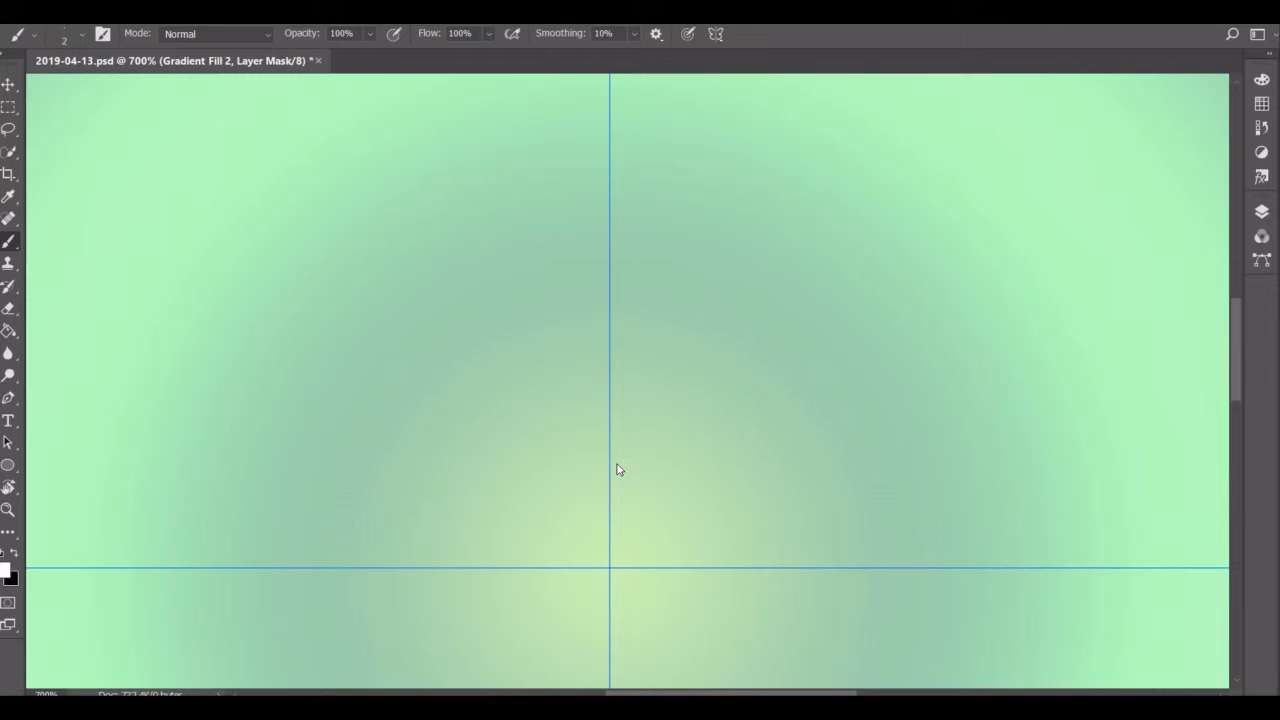 Mode: Normal Opacity: 100% Flow: 100% Smoothing: 10%
2
2019-04-13.psd @ 700% (Gradient Fill 2, Layer Mask/8) * ×
T
700% Doc: 732.4K/0 bytes